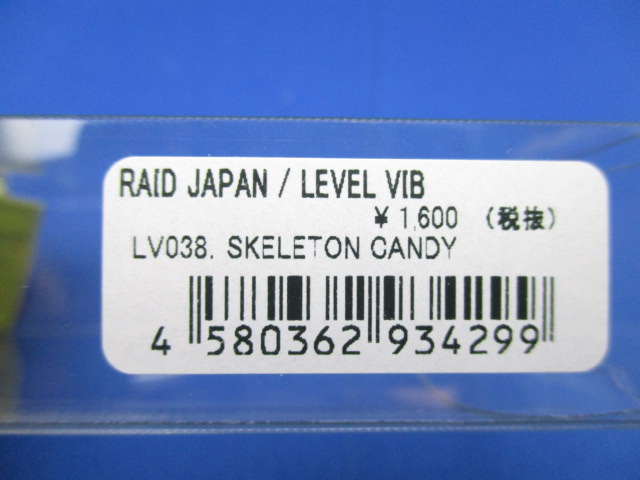 RAID JAPAN / LEVEL VIB
¥ 1,600 (税抜)
LV038. SKELETON CANDY
4 580362 934299